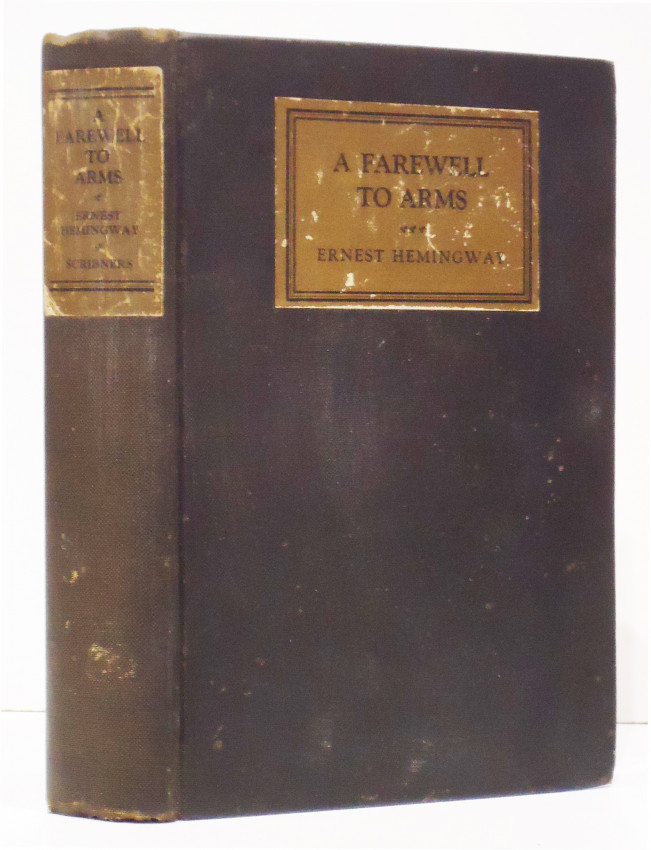 A
FAREWELL
TO
ARMS
ERNEST
HEMINGWAY
SCRIBNERS
A FAREWELL
TO ARMS
ERNEST HEMINGWAY